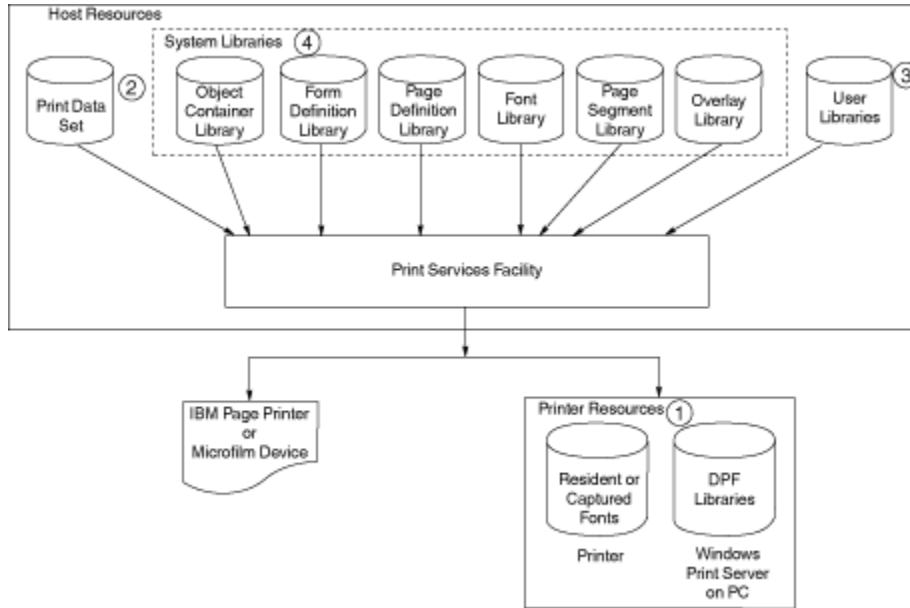 Host Resources
System Libraries 4
Print Data
Set
2
Object
Container
Library
Form
Definition
Library
Page
Definition
Library
Font
Library
Page
Segment
Library
Overlay
Library
User
Libraries
3
Print Services Facility
IBM Page Printer
or
Microfilm Device
Printer Resources 1
Resident or
Captured
Fonts
Printer
DPF
Libraries
Windows
Print Server
on PC